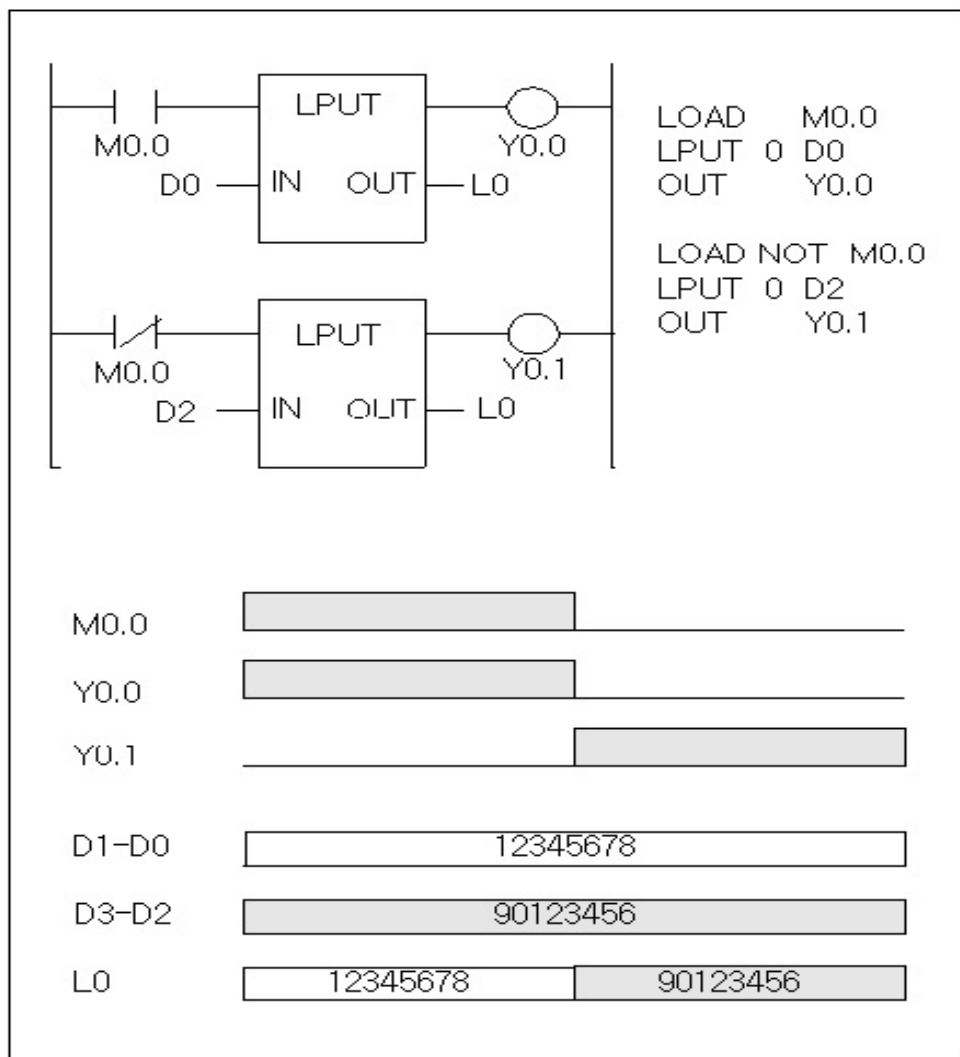 LPUT
M0.0
Y0.0
D0
IN
OUT
L0
LPUT
M0.0
Y0.1
D2
IN
OUT
L0
LOAD M0.0
LPUT 0 D0
OUT Y0.0
LOAD NOT M0.0
LPUT 0 D2
OUT Y0.1
M0.0
Y0.0
Y0.1
D1-D0 12345678
D3-D2 90123456
L0 12345678 90123456